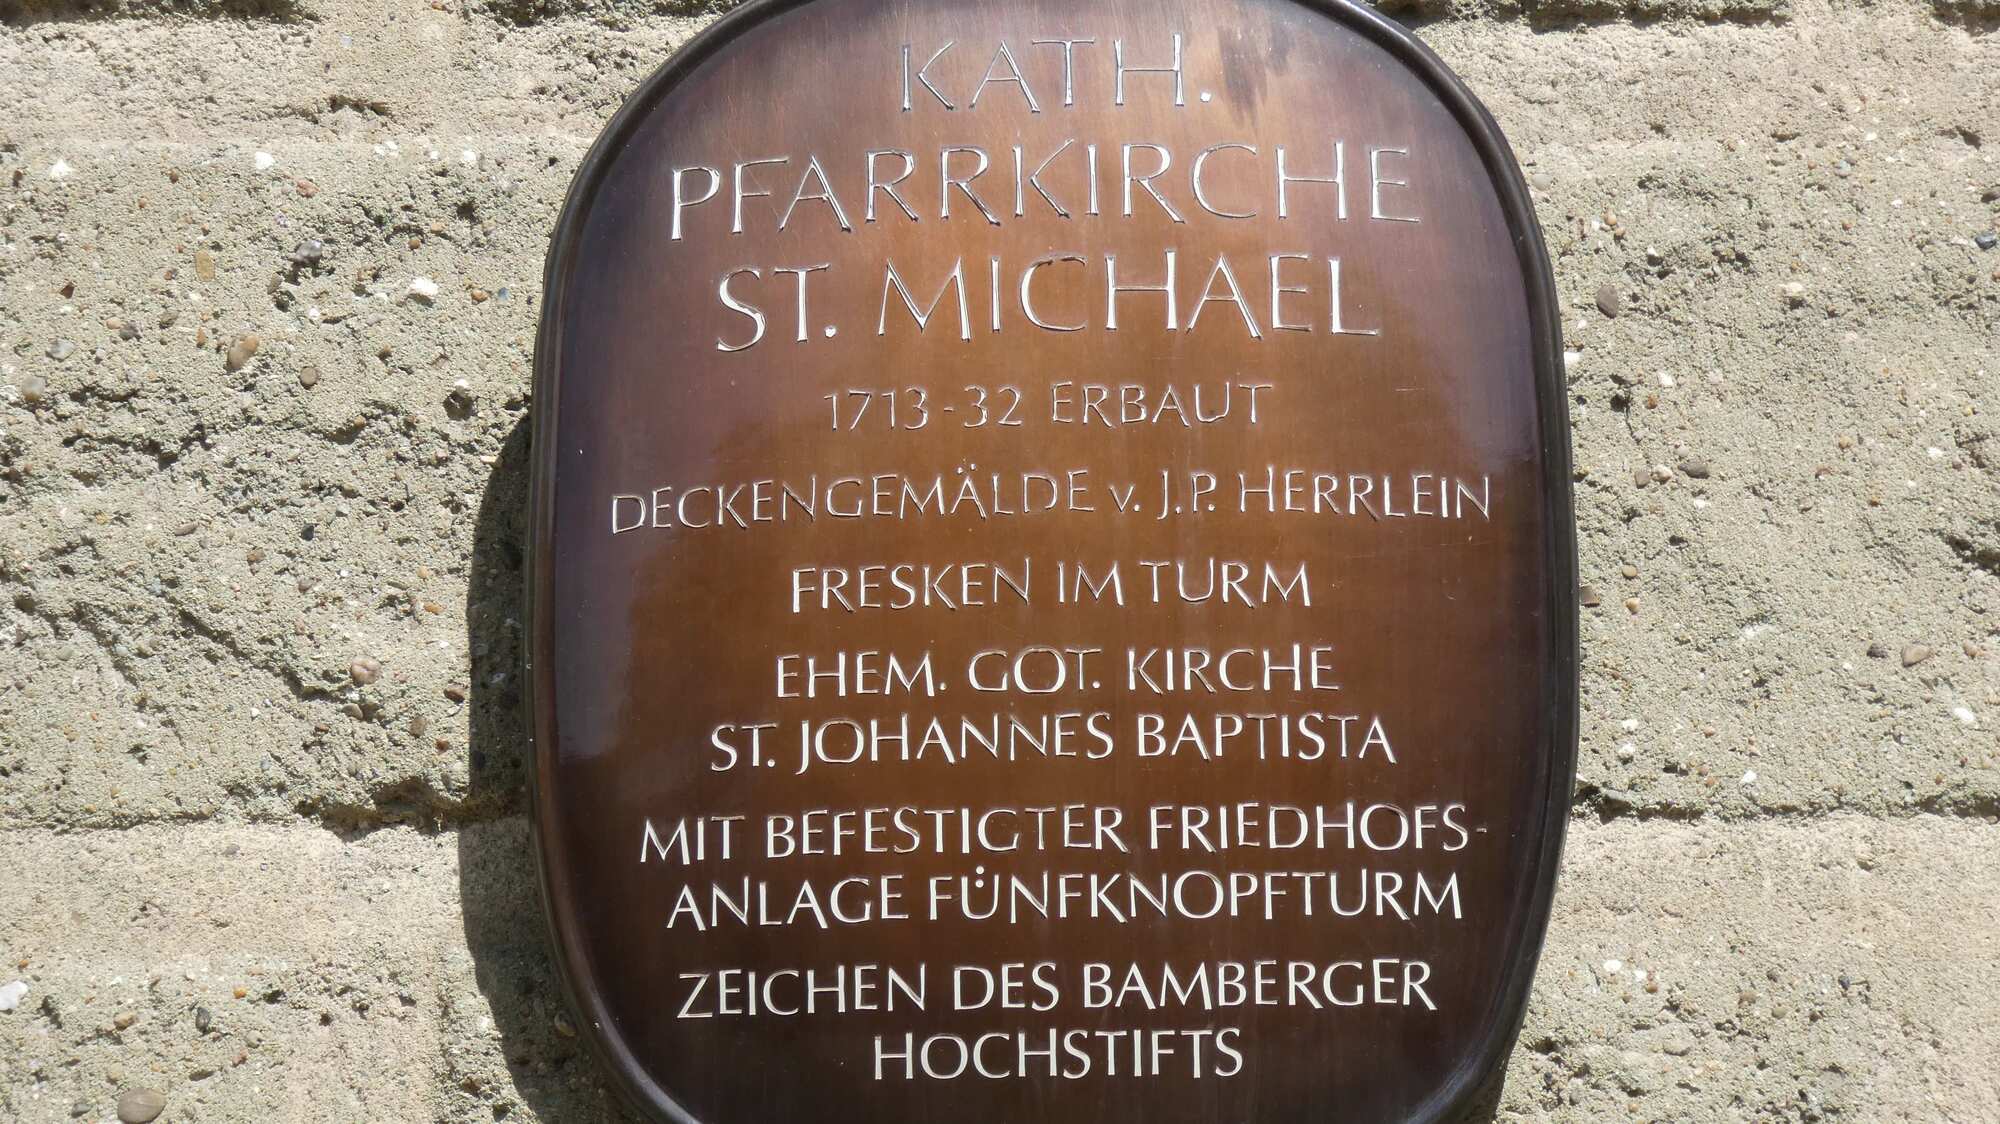 KATH.
PFARRKIRCHE
ST. MICHAEL
1713-32 ERBAUT
DECKENGEMÄLDE v. J.P. HERRLEIN
FRESKEN IM TURM
EHEM. GOT. KIRCHE
ST. JOHANNES BAPTISTA
MIT BEFESTIGTER FRIEDHOFS-
ANLAGE FÜNFKNOPFTURM
ZEICHEN DES BAMBERGER
HOCHSTIFTS